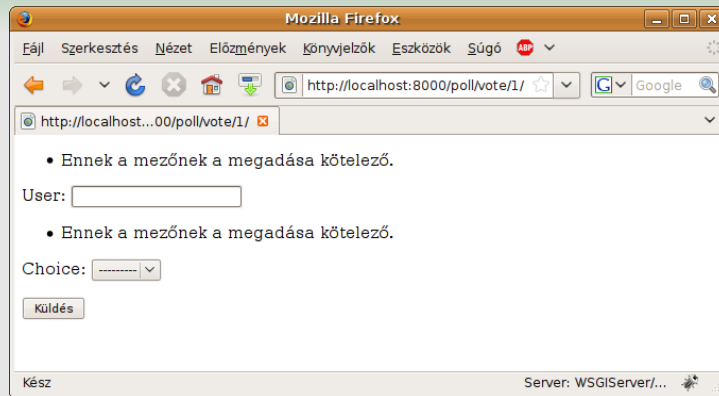 Mozilla Firefox
Fájl Szerkesztés Nézet Előzmények Könyvjelzők Eszközök Súgó ABP
http://localhost:8000/poll/vote/1/ G Google
http://localhost...00/poll/vote/1/
• Ennek a mezőnek a megadása kötelező.
User:
• Ennek a mezőnek a megadása kötelező.
Choice: ---------
Küldés
Kész Server: WSGIServer/...